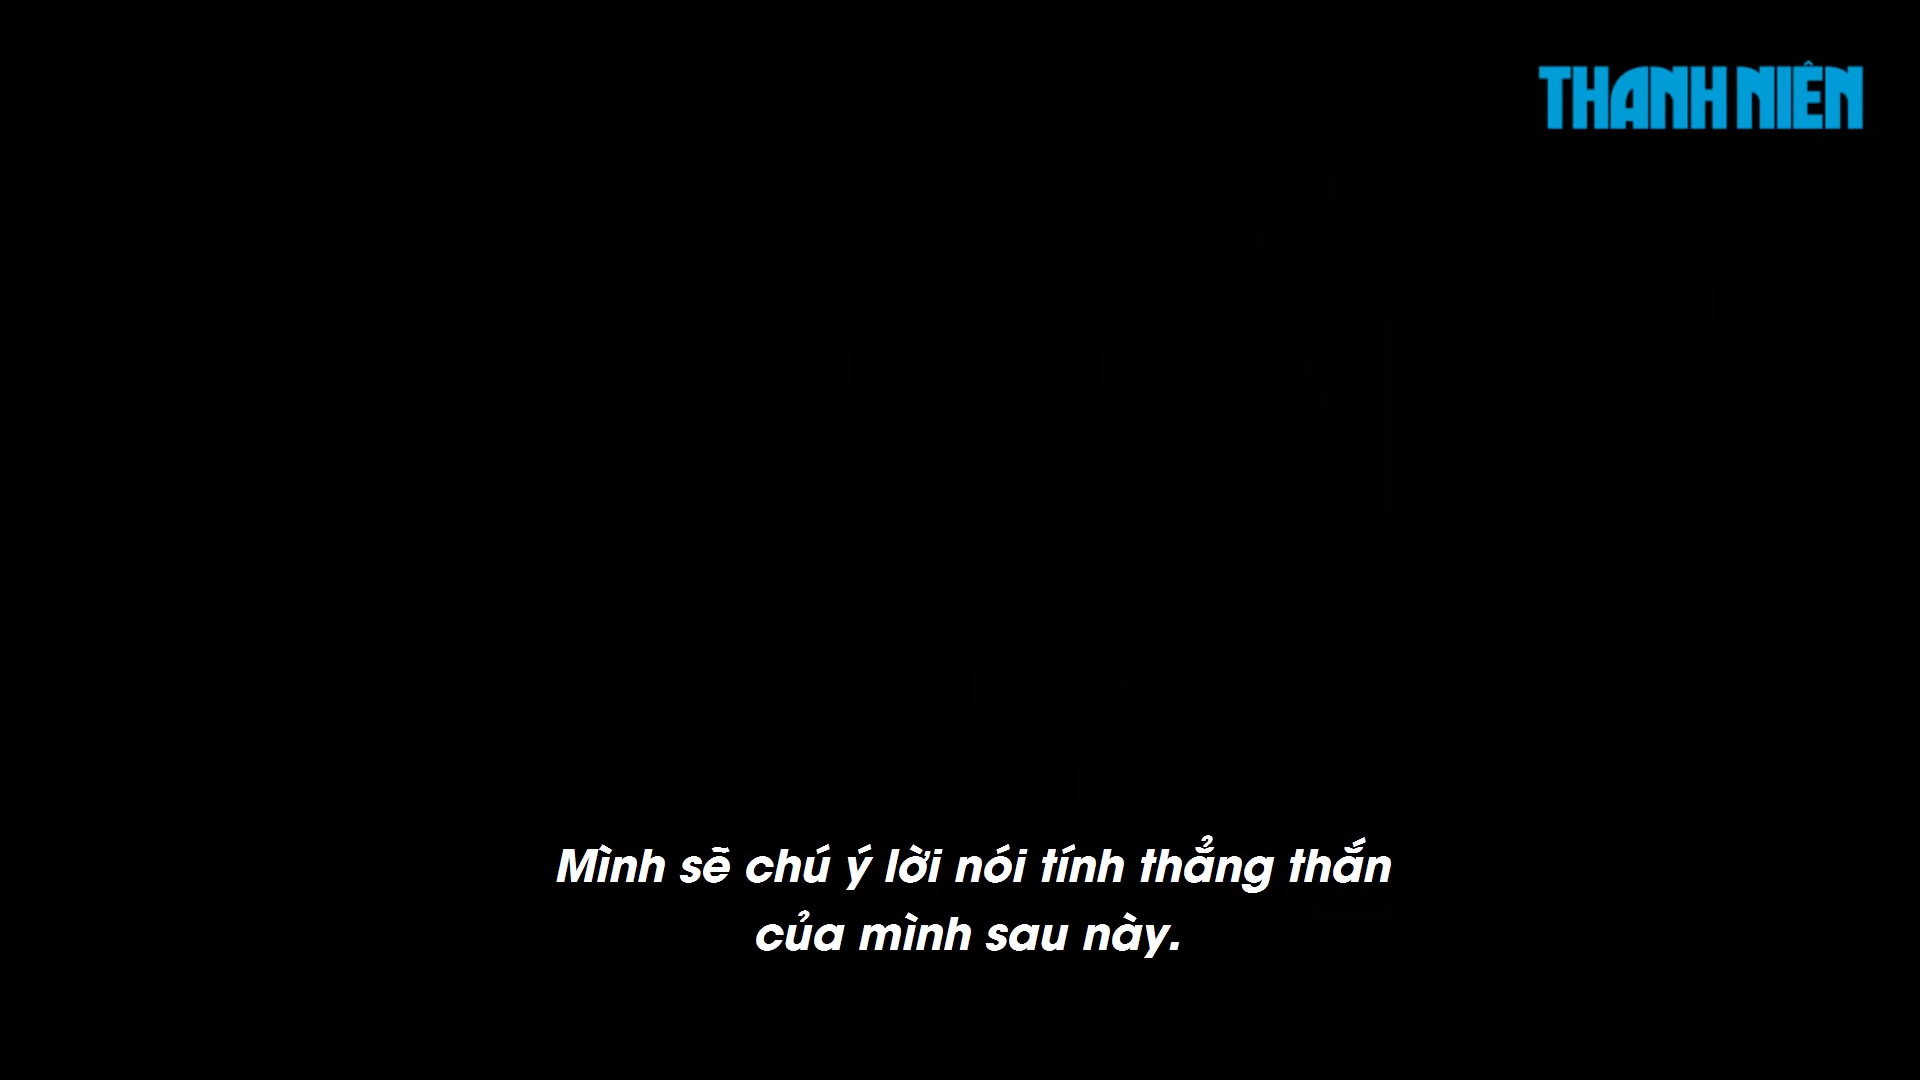 THANH NIÊN
Mình sẽ chú ý lời nói tính thẳng thắn
của mình sau này.